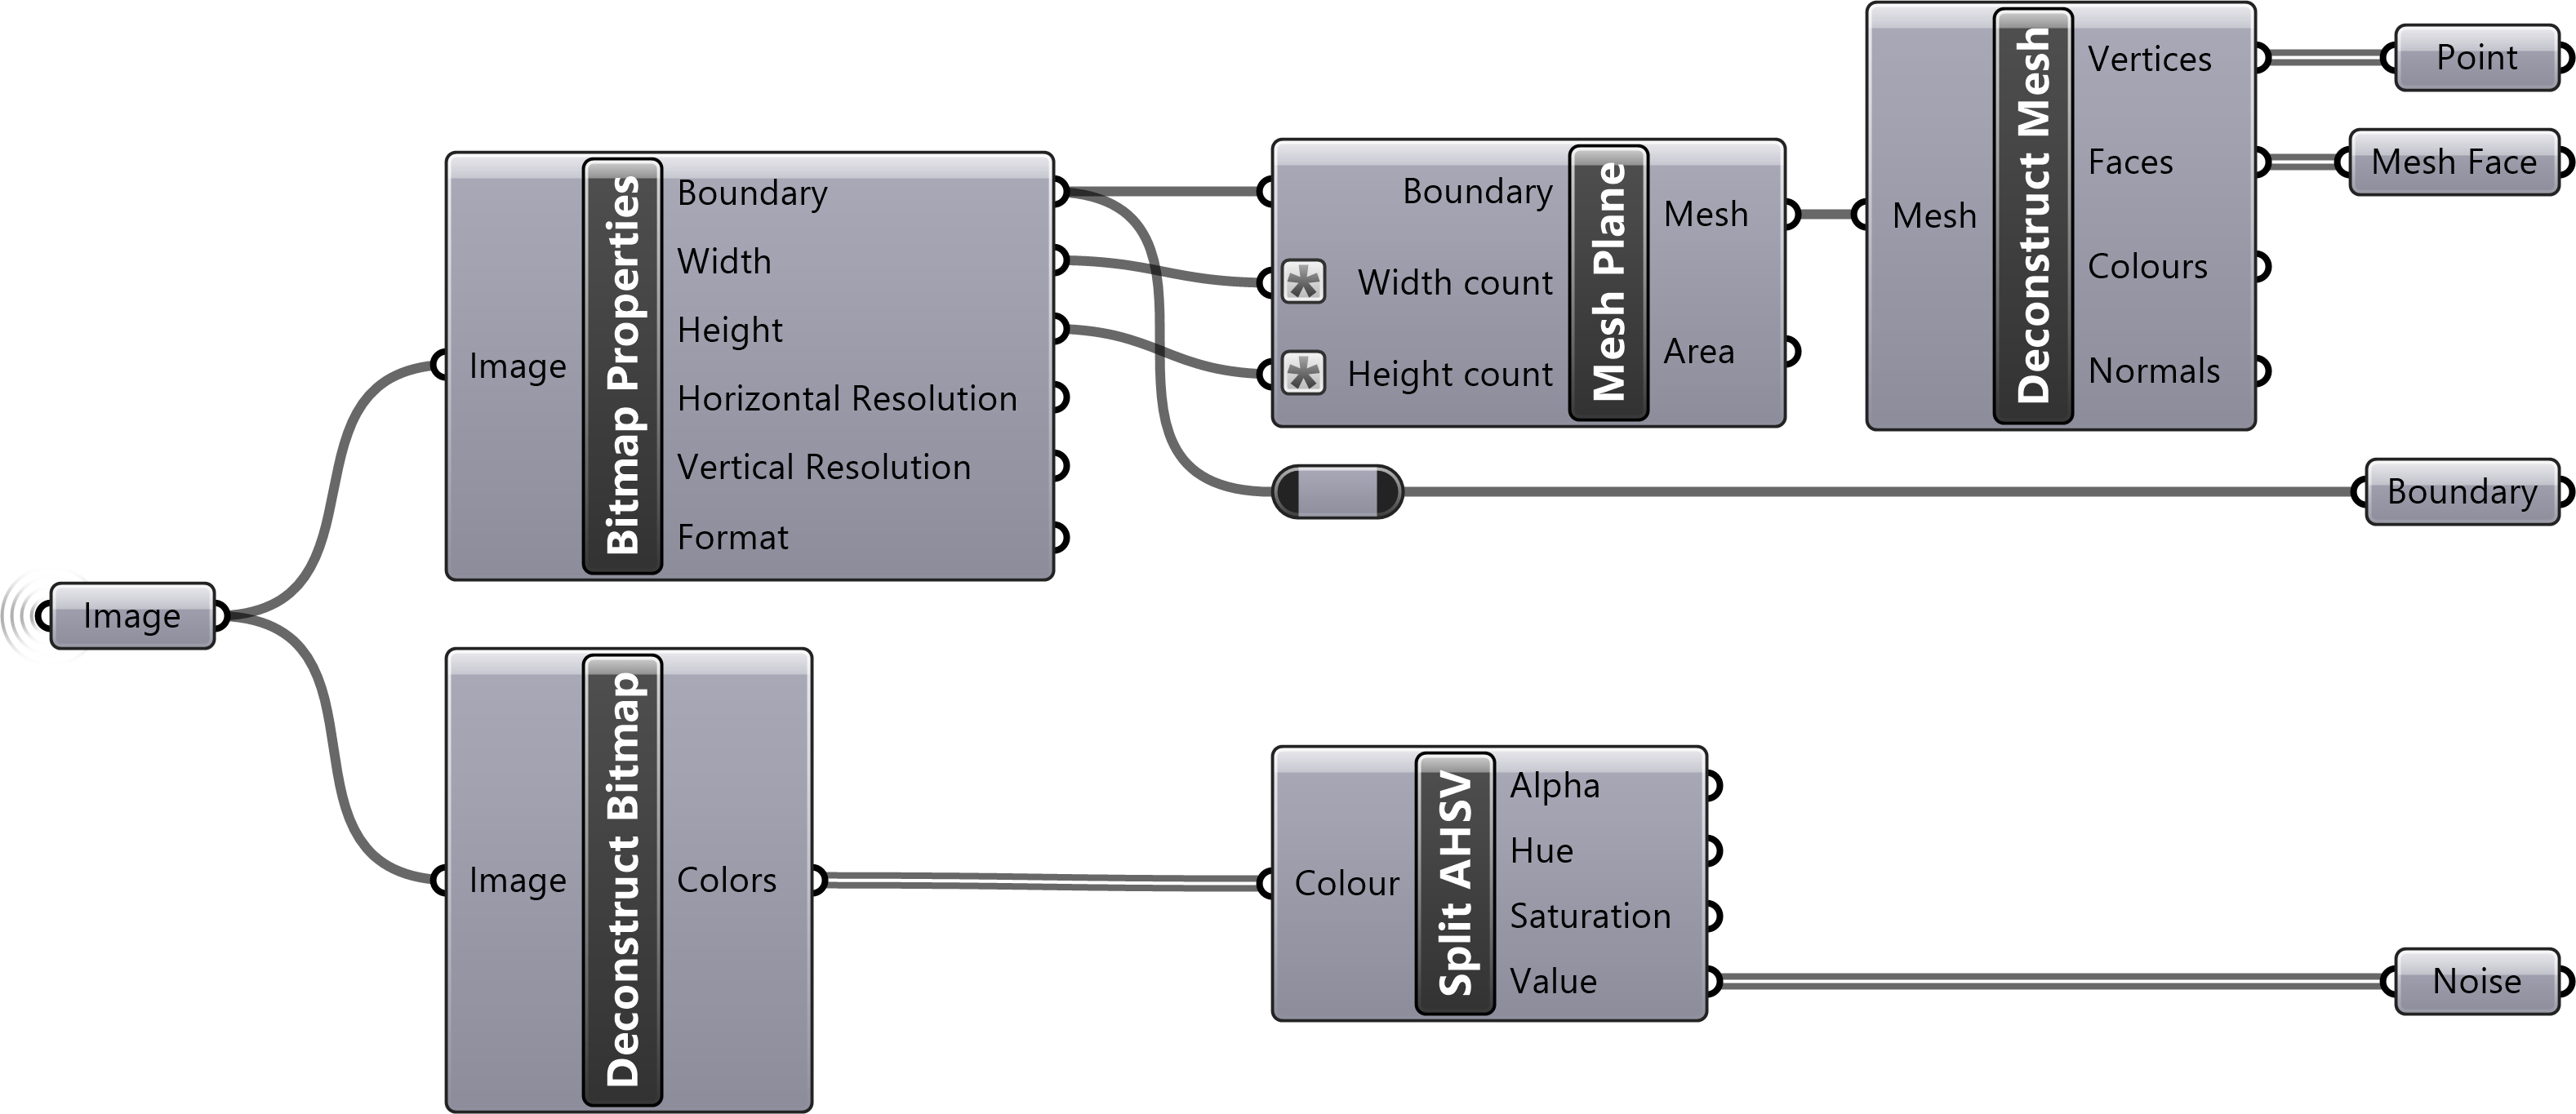 Image
Image
Bitmap Properties
Boundary
Width
Height
Horizontal Resolution
Vertical Resolution
Format
Boundary
Width count
Height count
Mesh Plane
Mesh
Area
Mesh
Deconstruct Mesh
Vertices
Faces
Colours
Normals
Point
Mesh Face
Boundary
Image
Deconstruct Bitmap
Colors
Colour
Split AHSV
Alpha
Hue
Saturation
Value
Noise